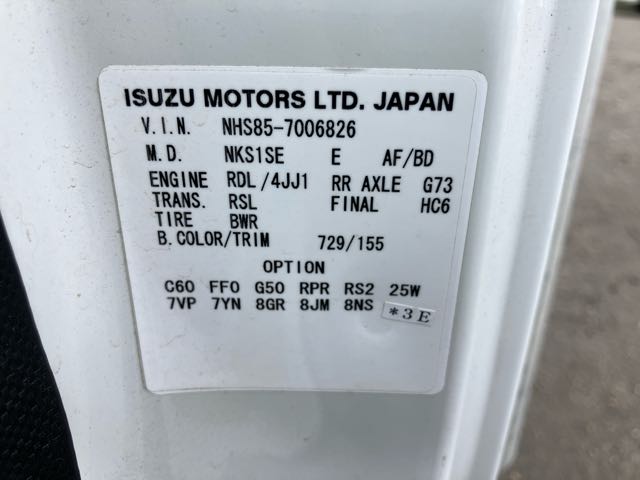 ISUZU MOTORS LTD. JAPAN
V.I.N. NHS85-7006826
M.D. NKS1SE E AF/BD
ENGINE RDL/4JJ1 RR AXLE G73
TRANS. RSL FINAL HC6
TIRE BWR
B.COLOR/TRIM 729/155
OPTION
C60 FF0 G50 RPR RS2 25W
7VP 7YN 8GR 8JM 8NS *3E